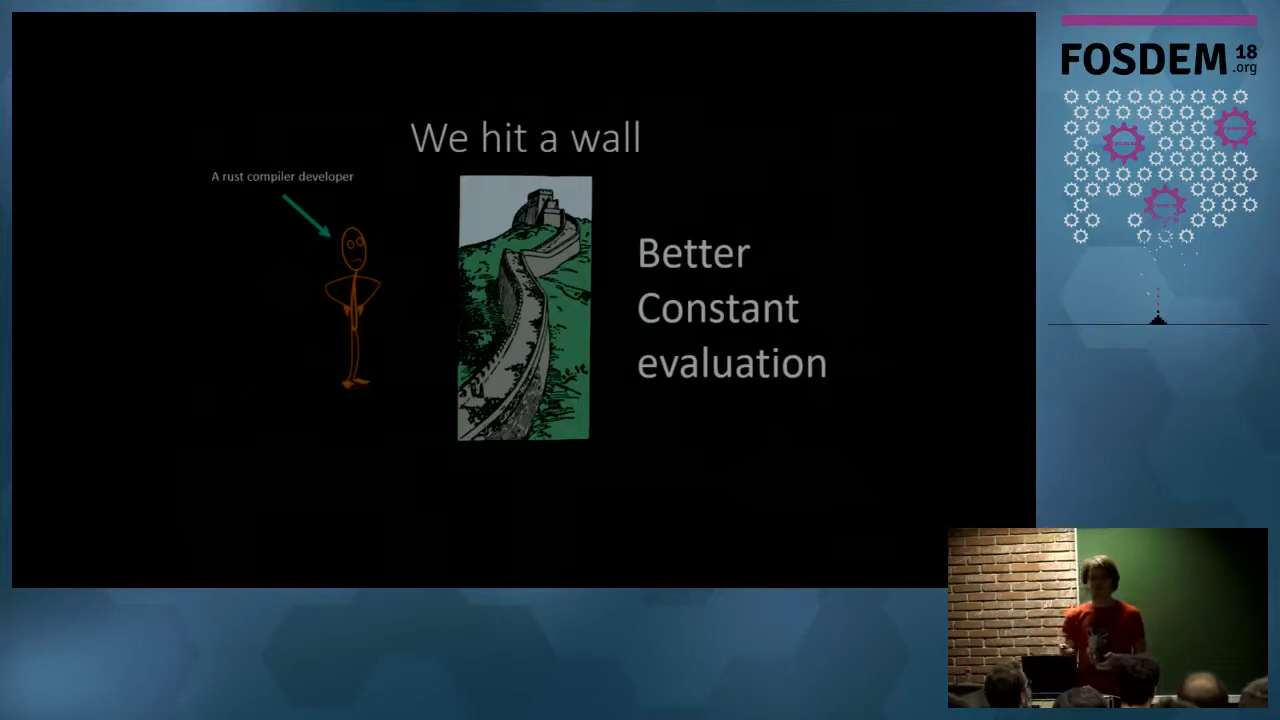 We hit a wall
A rust compiler developer
Better
Constant
evaluation
FOSDEM 18
.org